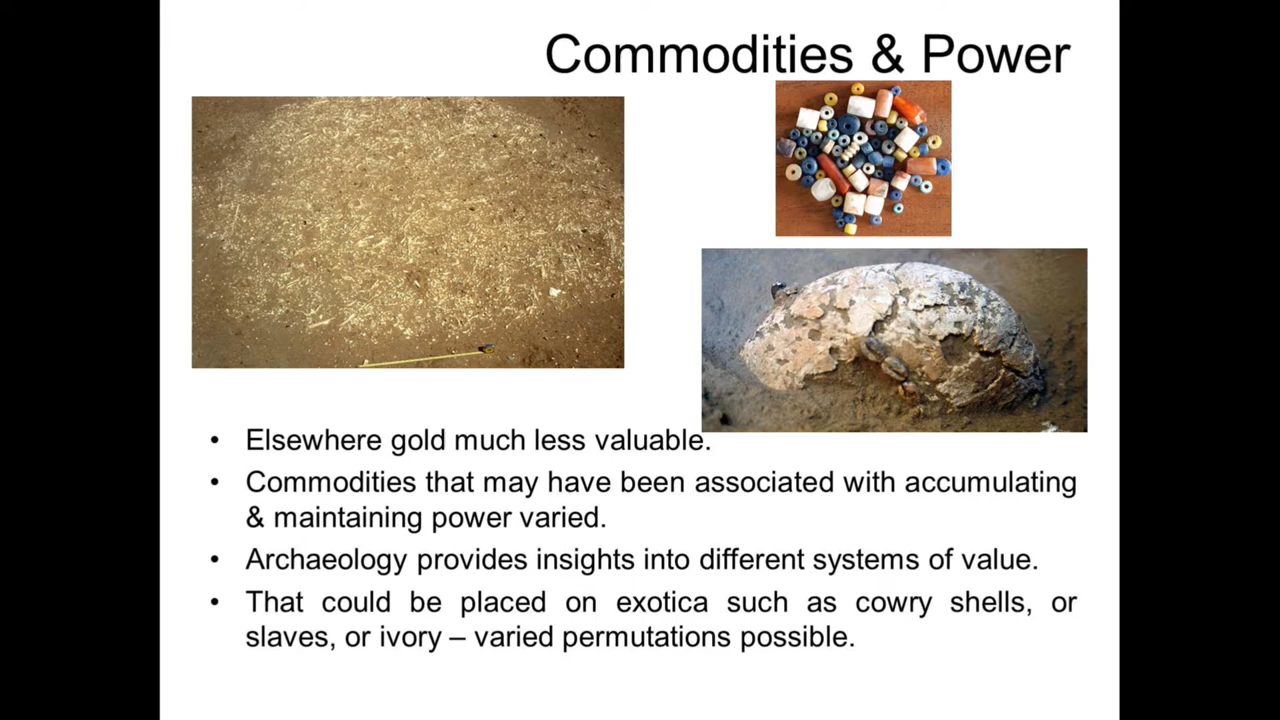 Commodities & Power
• Elsewhere gold much less valuable.
• Commodities that may have been associated with accumulating
& maintaining power varied.
• Archaeology provides insights into different systems of value.
• That could be placed on exotica such as cowry shells, or
slaves, or ivory – varied permutations possible.